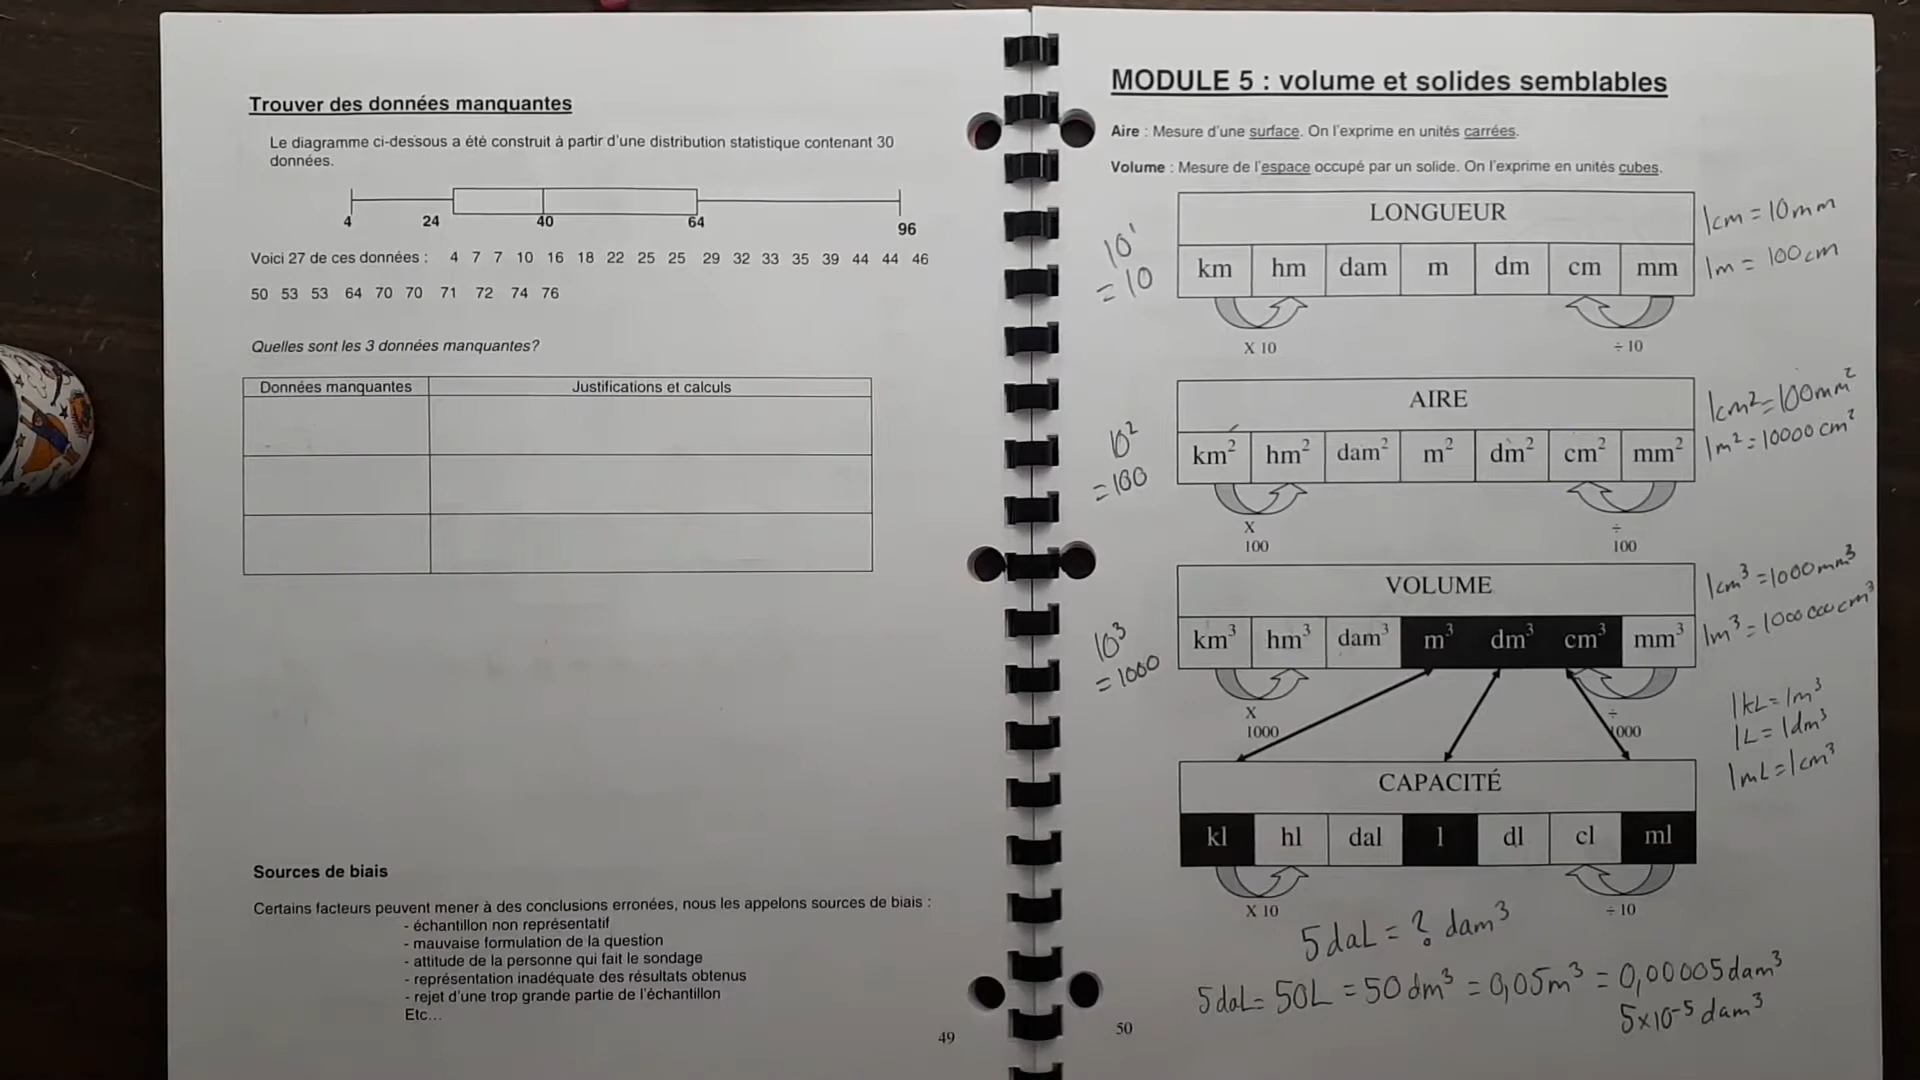 Trouver des données manquantes
Le diagramme ci-dessous a été construit à partir d'une distribution statistique contenant 30
données.
4 24 40 64 96
Voici 27 de ces données : 4 7 7 10 16 18 22 25 25 29 32 33 35 39 44 44 46
50 53 53 64 70 70 71 72 74 76
Quelles sont les 3 données manquantes?
Données manquantes Justifications et calculs
Sources de biais
Certains facteurs peuvent mener à des conclusions erronées, nous les appelons sources de biais :
- échantillon non représentatif
- mauvaise formulation de la question
- attitude de la personne qui fait le sondage
- représentation inadéquate des résultats obtenus
- rejet d'une trop grande partie de l'échantillon
Etc...
49
MODULE 5 : volume et solides semblables
Aire : Mesure d'une surface. On l'exprime en unités carrées.
Volume : Mesure de l'espace occupé par un solide. On l'exprime en unités cubes.
LONGUEUR
km hm dam m dm cm mm
X 10 ÷ 10
10¹
= 10
1cm = 10mm
1m = 100cm
AIRE
km² hm² dam² m² dm² cm² mm²
X ÷
100 100
10²
= 100
1cm² = 100mm²
1m² = 10000cm²
VOLUME
km³ hm³ dam³ m³ dm³ cm³ mm³
X ÷
1000 1000
10³
= 1000
1cm³ = 1000mm³
1m³ = 1000000cm³
1kL = 1m³
1L = 1dm³
1mL = 1cm³
CAPACITÉ
kl hl dal l dl cl ml
X 10 ÷ 10
5daL = ? dam³
5daL = 50L = 50dm³ = 0,05m³ = 0,00005dam³
5x10⁻⁵ dam³
50